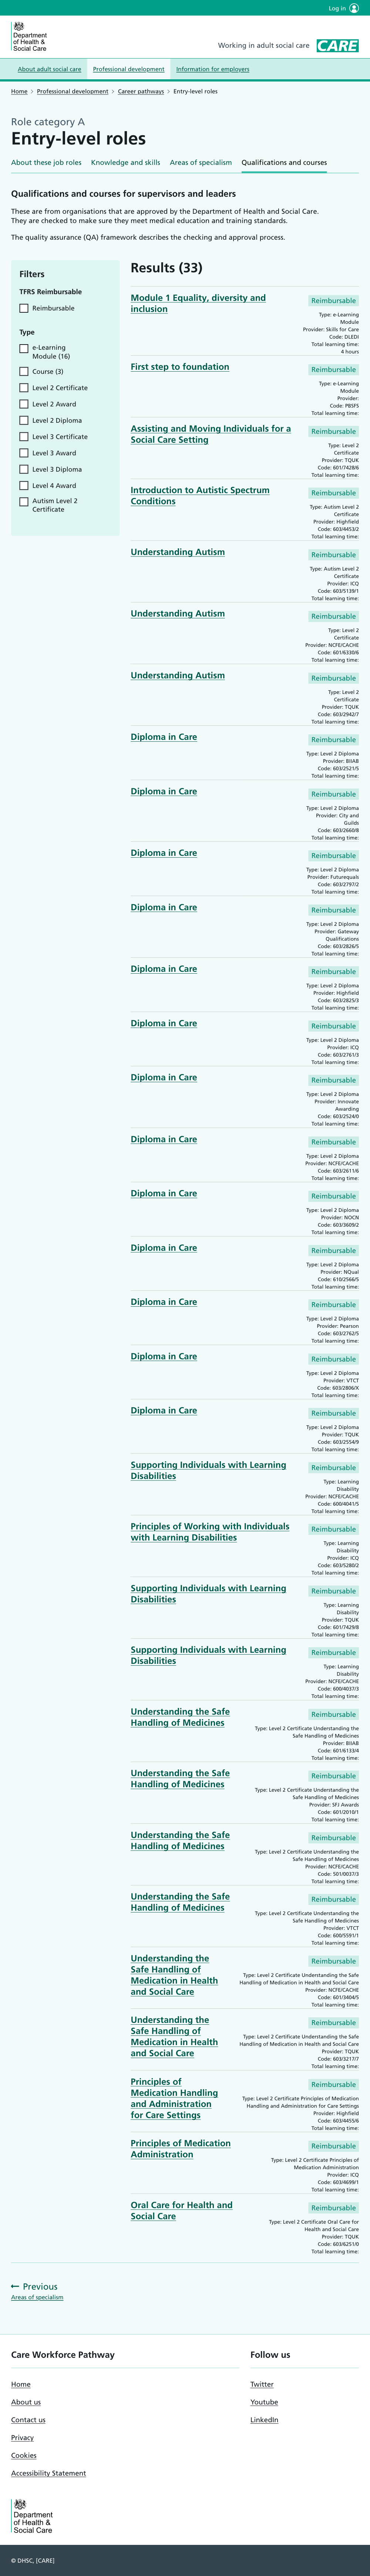 Log in
Department
of Health &
Social Care
Working in adult social care CARE
About adult social care Professional development Information for employers
Home > Professional development > Career pathways > Entry-level roles
Role category A
Entry-level roles
About these job roles Knowledge and skills Areas of specialism Qualifications and courses
Qualifications and courses for supervisors and leaders
These are from organisations that are approved by the Department of Health and Social Care.
They are checked to make sure they meet medical education and training standards.
The quality assurance (QA) framework describes the checking and approval process.
Filters
TFRS Reimbursable
Reimbursable
Type
e-Learning
Module (16)
Course (3)
Level 2 Certificate
Level 2 Award
Level 2 Diploma
Level 3 Certificate
Level 3 Award
Level 3 Diploma
Level 4 Award
Autism Level 2
Certificate
Results (33)
Module 1 Equality, diversity and
inclusion
Reimbursable
Type: e-Learning
Module
Provider: Skills for Care
Code: DLEDI
Total learning time:
4 hours
First step to foundation
Reimbursable
Type: e-Learning
Module
Provider:
Code: PBSFS
Total learning time:
Assisting and Moving Individuals for a
Social Care Setting
Reimbursable
Type: Level 2
Certificate
Provider: TQUK
Code: 601/7428/6
Total learning time:
Introduction to Autistic Spectrum
Conditions
Reimbursable
Type: Autism Level 2
Certificate
Provider: Highfield
Code: 603/4453/2
Total learning time:
Understanding Autism
Reimbursable
Type: Autism Level 2
Certificate
Provider: ICQ
Code: 603/5139/1
Total learning time:
Understanding Autism
Reimbursable
Type: Level 2
Certificate
Provider: NCFE/CACHE
Code: 601/6330/6
Total learning time:
Understanding Autism
Reimbursable
Type: Level 2
Certificate
Provider: TQUK
Code: 603/2942/7
Total learning time:
Diploma in Care
Reimbursable
Type: Level 2 Diploma
Provider: BIIAB
Code: 603/2521/5
Total learning time:
Diploma in Care
Reimbursable
Type: Level 2 Diploma
Provider: City and
Guilds
Code: 603/2660/8
Total learning time:
Diploma in Care
Reimbursable
Type: Level 2 Diploma
Provider: Futurequals
Code: 603/2797/2
Total learning time:
Diploma in Care
Reimbursable
Type: Level 2 Diploma
Provider: Gateway
Qualifications
Code: 603/2826/5
Total learning time:
Diploma in Care
Reimbursable
Type: Level 2 Diploma
Provider: Highfield
Code: 603/2825/3
Total learning time:
Diploma in Care
Reimbursable
Type: Level 2 Diploma
Provider: ICQ
Code: 603/2761/3
Total learning time:
Diploma in Care
Reimbursable
Type: Level 2 Diploma
Provider: Innovate
Awarding
Code: 603/2524/0
Total learning time:
Diploma in Care
Reimbursable
Type: Level 2 Diploma
Provider: NCFE/CACHE
Code: 603/2611/6
Total learning time:
Diploma in Care
Reimbursable
Type: Level 2 Diploma
Provider: NOCN
Code: 603/3609/2
Total learning time:
Diploma in Care
Reimbursable
Type: Level 2 Diploma
Provider: NQual
Code: 610/2566/5
Total learning time:
Diploma in Care
Reimbursable
Type: Level 2 Diploma
Provider: Pearson
Code: 603/2762/5
Total learning time:
Diploma in Care
Reimbursable
Type: Level 2 Diploma
Provider: VTCT
Code: 603/2806/X
Total learning time:
Diploma in Care
Reimbursable
Type: Level 2 Diploma
Provider: TQUK
Code: 603/2554/9
Total learning time:
Supporting Individuals with Learning
Disabilities
Reimbursable
Type: Learning
Disability
Provider: NCFE/CACHE
Code: 600/4041/5
Total learning time:
Principles of Working with Individuals
with Learning Disabilities
Reimbursable
Type: Learning
Disability
Provider: ICQ
Code: 603/5280/2
Total learning time:
Supporting Individuals with Learning
Disabilities
Reimbursable
Type: Learning
Disability
Provider: TQUK
Code: 601/7429/8
Total learning time:
Supporting Individuals with Learning
Disabilities
Reimbursable
Type: Learning
Disability
Provider: NCFE/CACHE
Code: 600/4037/3
Total learning time:
Understanding the Safe
Handling of Medicines
Reimbursable
Type: Level 2 Certificate Understanding the
Safe Handling of Medicines
Provider: BIIAB
Code: 601/6133/4
Total learning time:
Understanding the Safe
Handling of Medicines
Reimbursable
Type: Level 2 Certificate Understanding the
Safe Handling of Medicines
Provider: SFJ Awards
Code: 601/2010/1
Total learning time:
Understanding the Safe
Handling of Medicines
Reimbursable
Type: Level 2 Certificate Understanding the
Safe Handling of Medicines
Provider: NCFE/CACHE
Code: 501/0037/3
Total learning time:
Understanding the Safe
Handling of Medicines
Reimbursable
Type: Level 2 Certificate Understanding the
Safe Handling of Medicines
Provider: VTCT
Code: 600/5591/1
Total learning time:
Understanding the
Safe Handling of
Medication in Health
and Social Care
Reimbursable
Type: Level 2 Certificate Understanding the Safe
Handling of Medication in Health and Social Care
Provider: NCFE/CACHE
Code: 601/3404/5
Total learning time:
Understanding the
Safe Handling of
Medication in Health
and Social Care
Reimbursable
Type: Level 2 Certificate Understanding the Safe
Handling of Medication in Health and Social Care
Provider: TQUK
Code: 603/3217/7
Total learning time:
Principles of
Medication Handling
and Administration
for Care Settings
Reimbursable
Type: Level 2 Certificate Principles of Medication
Handling and Administration for Care Settings
Provider: Highfield
Code: 603/4455/6
Total learning time:
Principles of Medication
Administration
Reimbursable
Type: Level 2 Certificate Principles of
Medication Administration
Provider: ICQ
Code: 603/4699/1
Total learning time:
Oral Care for Health and
Social Care
Reimbursable
Type: Level 2 Certificate Oral Care for
Health and Social Care
Provider: TQUK
Code: 603/6251/0
Total learning time:
← Previous
Areas of specialism
Care Workforce Pathway
Home
About us
Contact us
Privacy
Cookies
Accessibility Statement
Follow us
Twitter
Youtube
LinkedIn
Department
of Health &
Social Care
© DHSC, [CARE]